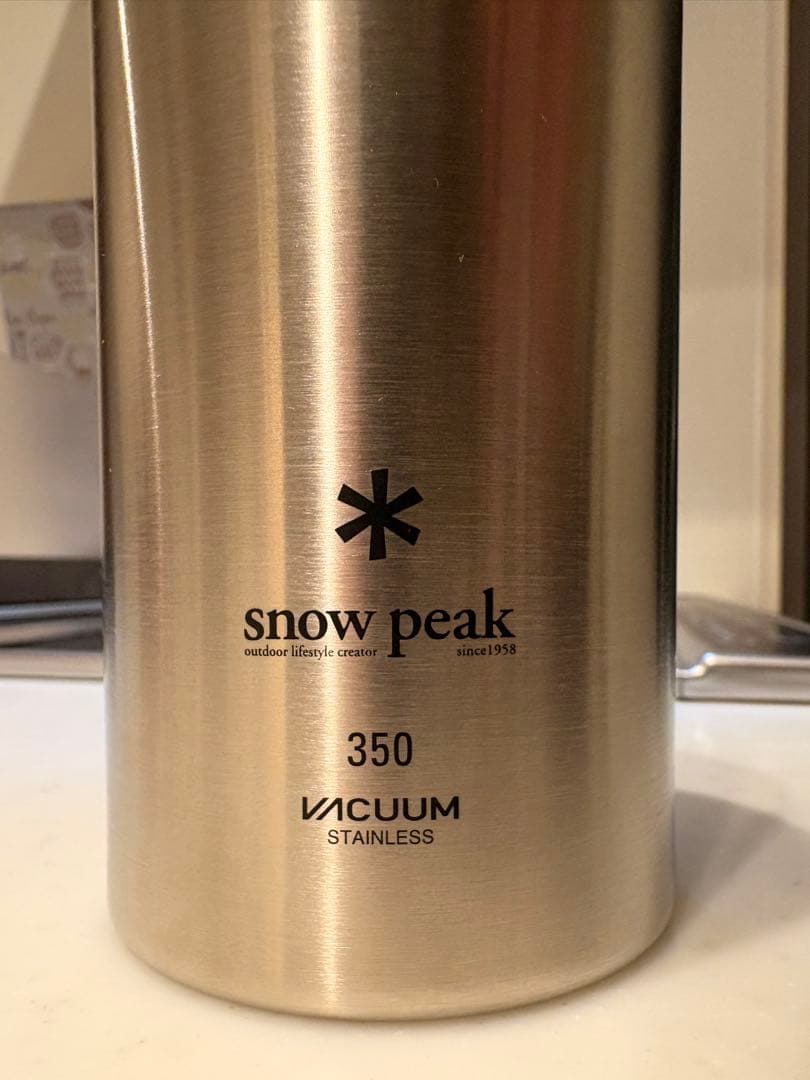 snow peak
outdoor lifestyle creator since1958
350
VACUUM
STAINLESS